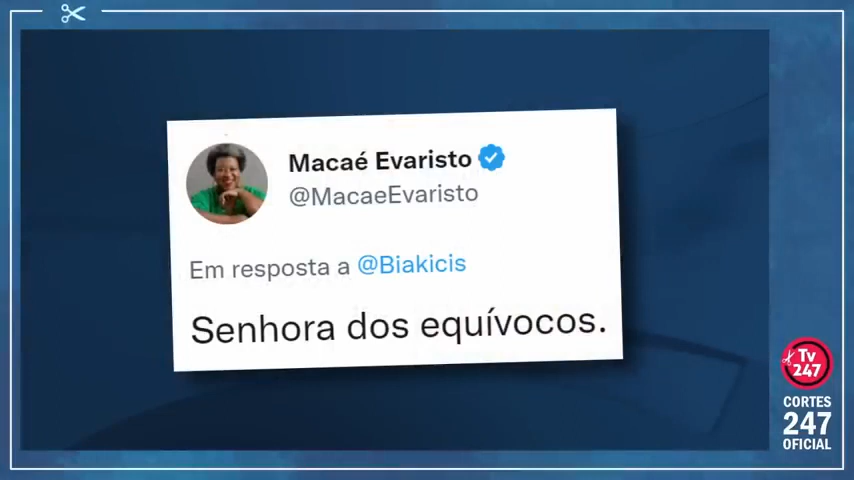 Macaé Evaristo
@MacaeEvaristo
Em resposta a @Biakicis
Senhora dos equívocos.
Tv
247
CORTES
247
OFICIAL